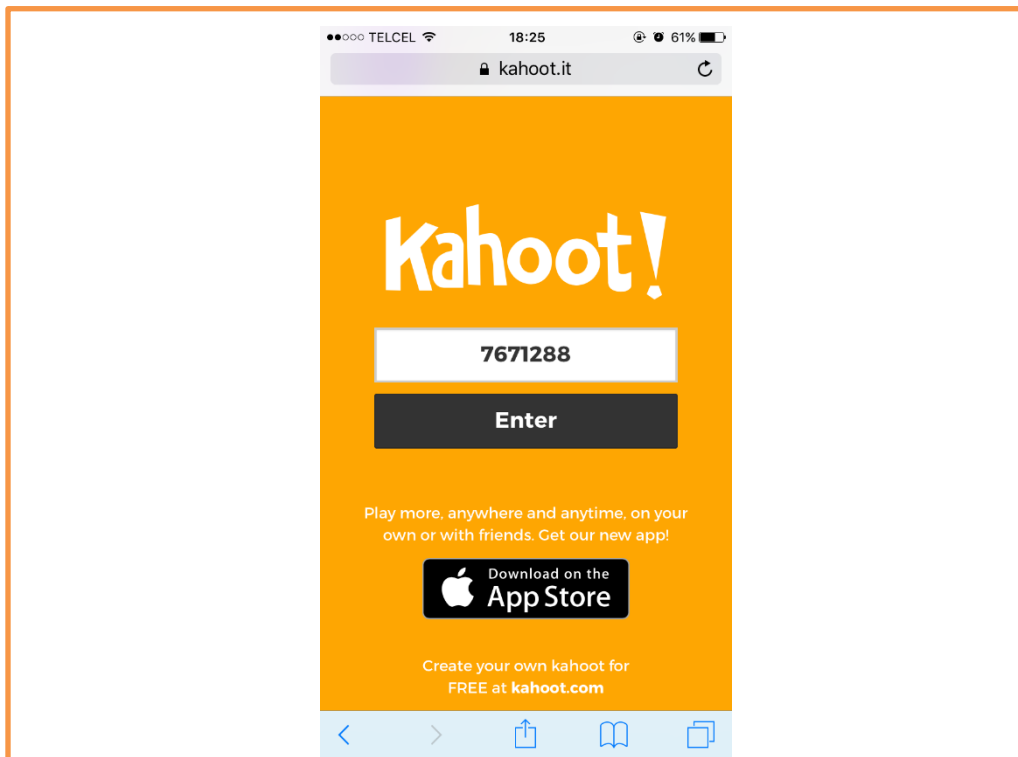 TELCEL 18:25 61%
kahoot.it
Kahoot!
7671288
Enter
Play more, anywhere and anytime, on your
own or with friends. Get our new app!
Download on the
App Store
Create your own kahoot for
FREE at kahoot.com